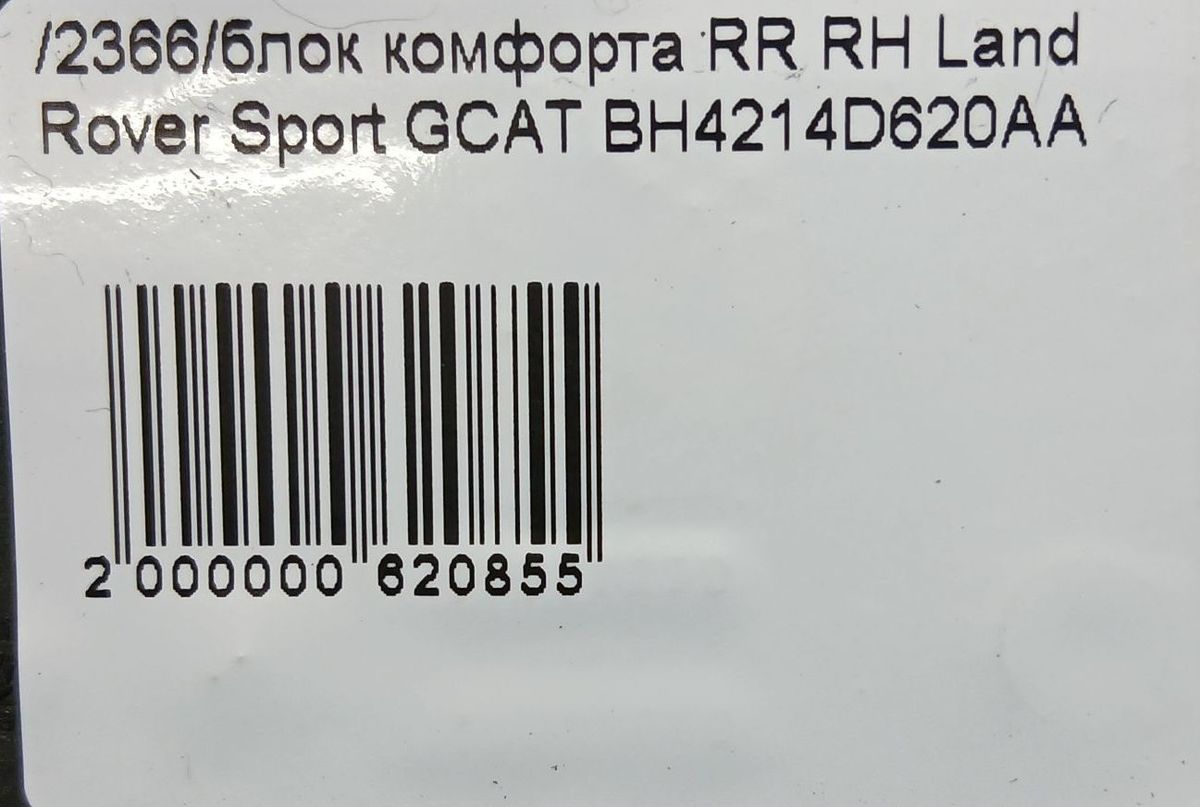 /2366/блок комфорта RR RH Land
Rover Sport GCAT BH4214D620AA
2 000000 620855